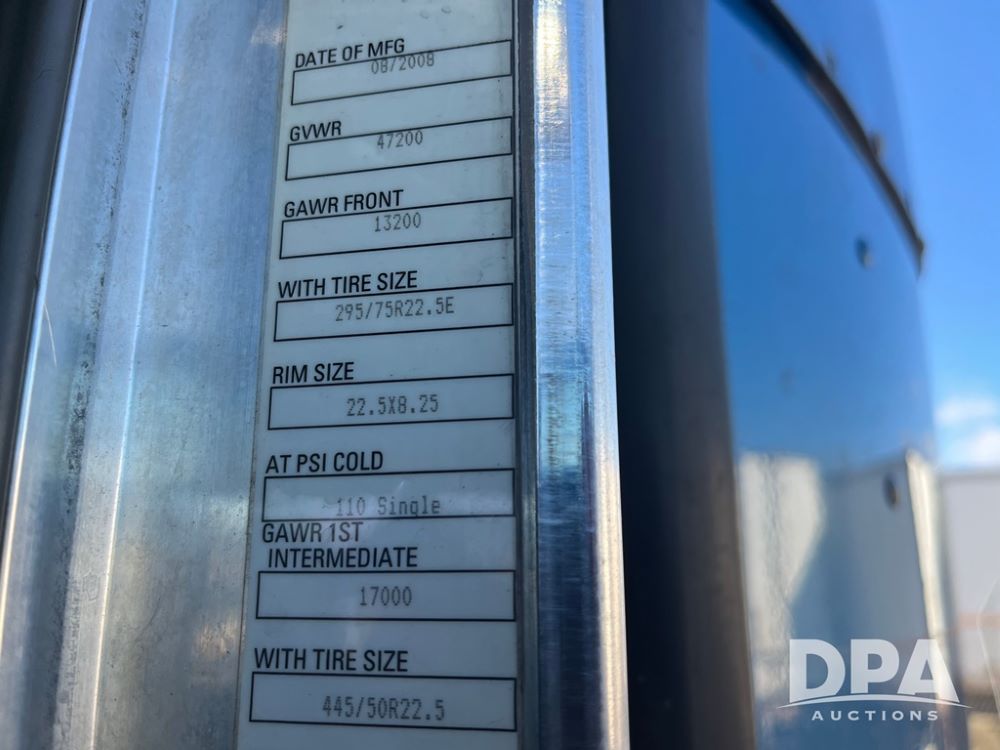 DATE OF MFG
08/2008
GVWR
47200
GAWR FRONT
13200
WITH TIRE SIZE
295/75R22.5E
RIM SIZE
22.5X8.25
AT PSI COLD
110 Single
GAWR 1ST
INTERMEDIATE
17000
WITH TIRE SIZE
445/50R22.5
DPA
AUCTIONS